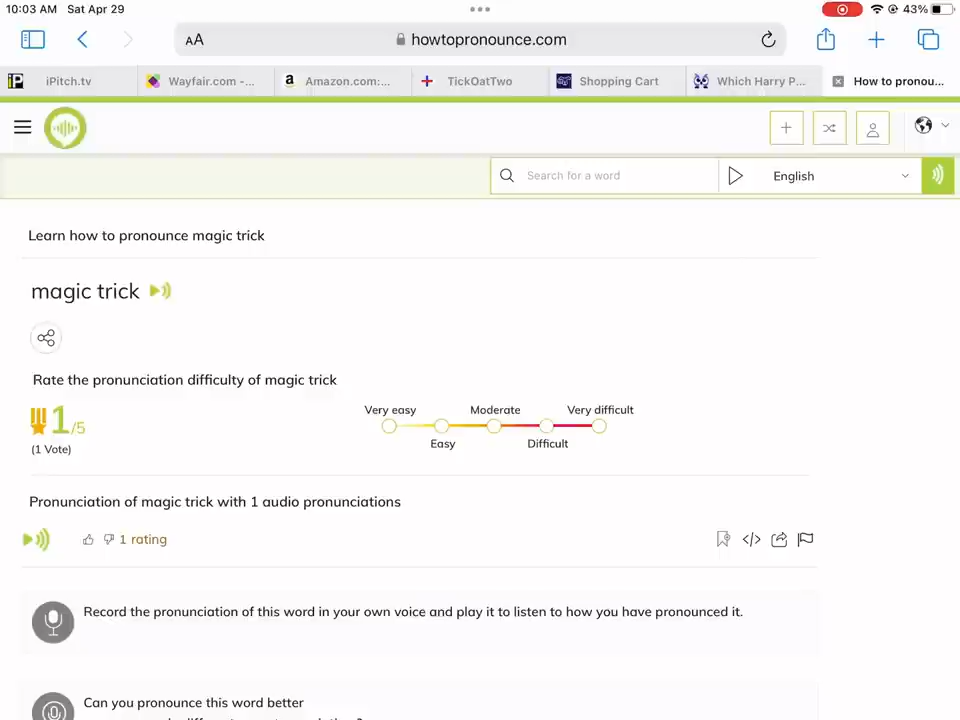 10:03 AM Sat Apr 29
43%
AA
howtopronounce.com
iPitch.tv
Wayfair.com -...
a Amazon.com:...
TickOatTwo
Shopping Cart
Which Harry P...
How to pronou...
Search for a word
English
Learn how to pronounce magic trick
magic trick
Rate the pronunciation difficulty of magic trick
1/5
(1 Vote)
Very easy
Easy
Moderate
Difficult
Very difficult
Pronunciation of magic trick with 1 audio pronunciations
1 rating
Record the pronunciation of this word in your own voice and play it to listen to how you have pronounced it.
Can you pronounce this word better